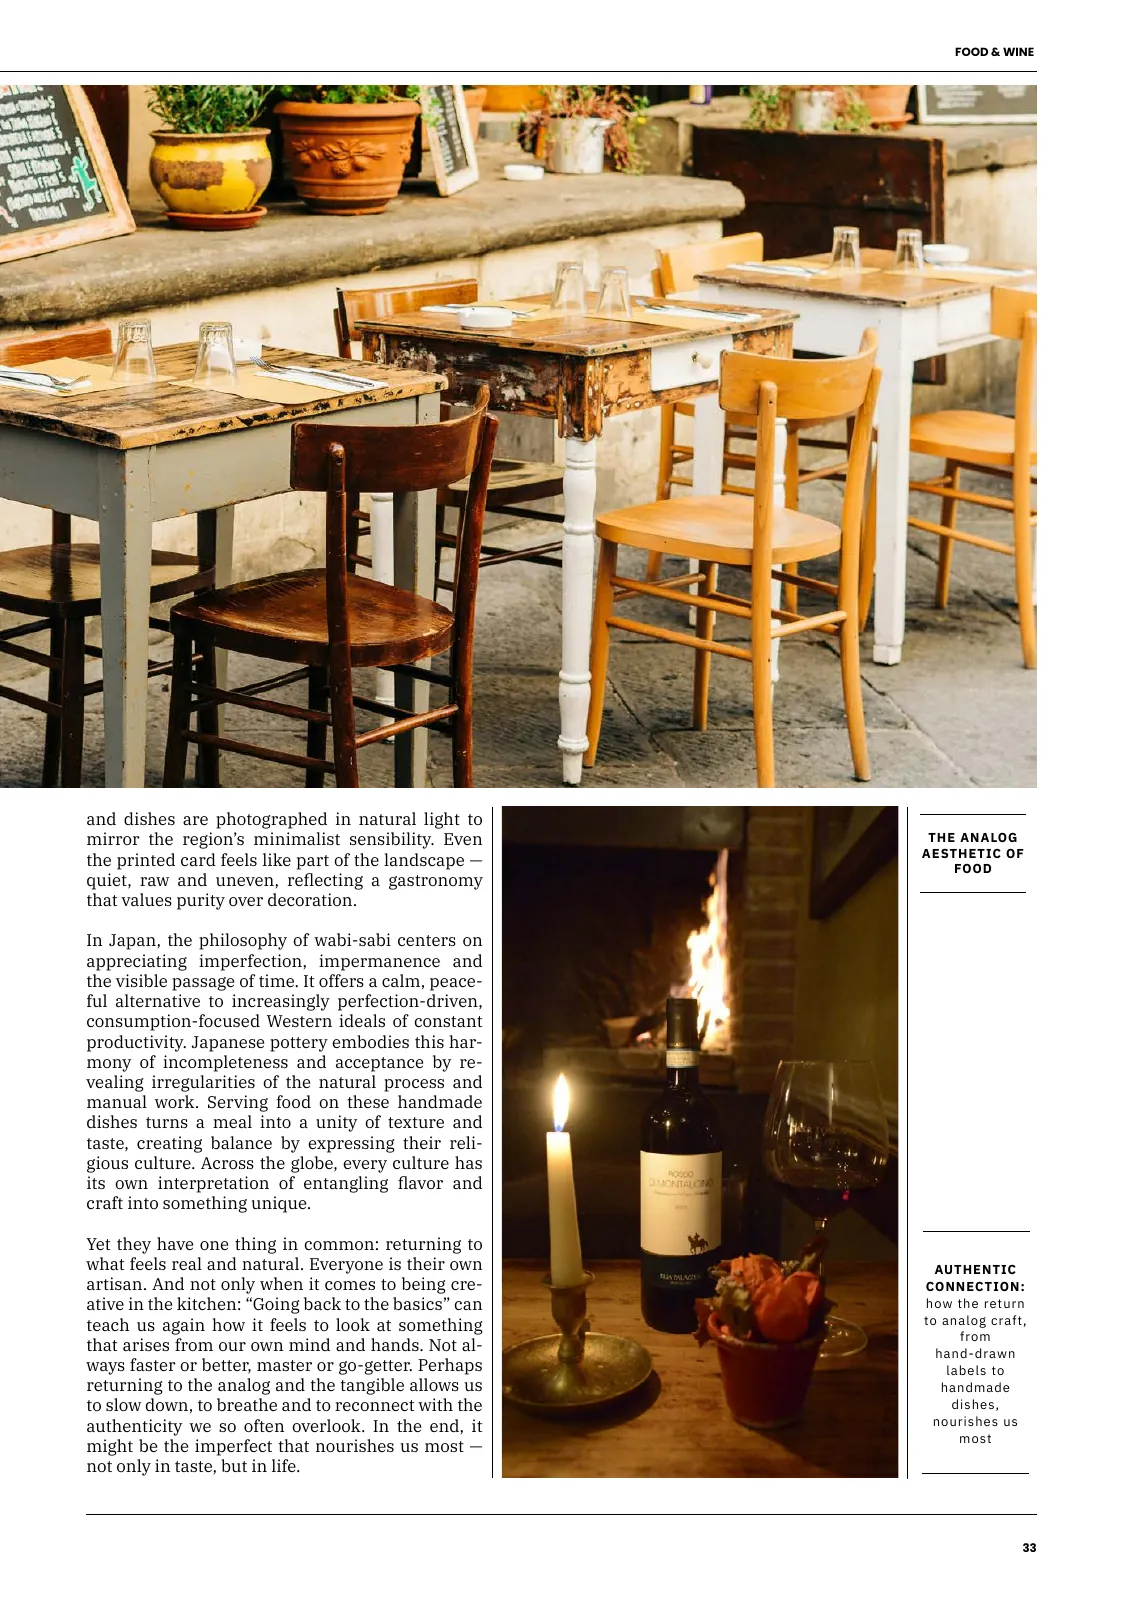 FOOD & WINE
and dishes are photographed in natural light to
mirror the region’s minimalist sensibility. Even
the printed card feels like part of the landscape —
quiet, raw and uneven, reflecting a gastronomy
that values purity over decoration.
In Japan, the philosophy of wabi-sabi centers on
appreciating imperfection, impermanence and
the visible passage of time. It offers a calm, peace-
ful alternative to increasingly perfection-driven,
consumption-focused Western ideals of constant
productivity. Japanese pottery embodies this har-
mony of incompleteness and acceptance by re-
vealing irregularities of the natural process and
manual work. Serving food on these handmade
dishes turns a meal into a unity of texture and
taste, creating balance by expressing their reli-
gious culture. Across the globe, every culture has
its own interpretation of entangling flavor and
craft into something unique.
Yet they have one thing in common: returning to
what feels real and natural. Everyone is their own
artisan. And not only when it comes to being cre-
ative in the kitchen: “Going back to the basics” can
teach us again how it feels to look at something
that arises from our own mind and hands. Not al-
ways faster or better, master or go-getter. Perhaps
returning to the analog and the tangible allows us
to slow down, to breathe and to reconnect with the
authenticity we so often overlook. In the end, it
might be the imperfect that nourishes us most —
not only in taste, but in life.
ROSSO
DI MONTALCINO
THE ANALOG
AESTHETIC OF
FOOD
AUTHENTIC
CONNECTION:
how the return
to analog craft,
from
hand-drawn
labels to
handmade
dishes,
nourishes us
most
33